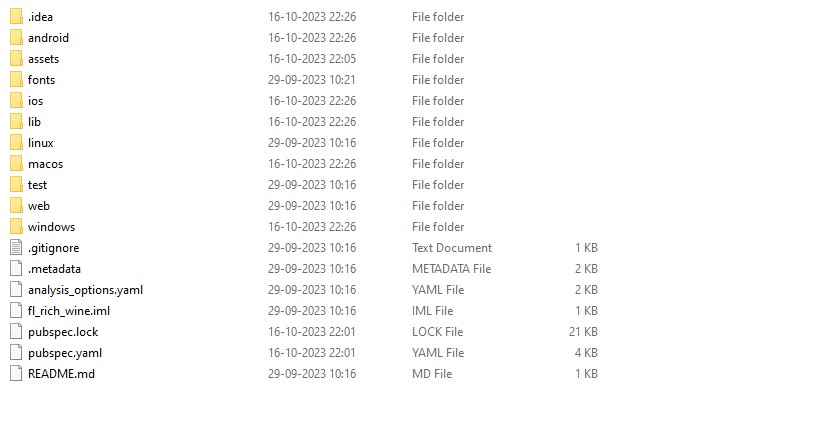 .idea 16-10-2023 22:26 File folder
android 16-10-2023 22:26 File folder
assets 16-10-2023 22:05 File folder
fonts 29-09-2023 10:21 File folder
ios 16-10-2023 22:26 File folder
lib 16-10-2023 22:26 File folder
linux 29-09-2023 10:16 File folder
macos 16-10-2023 22:26 File folder
test 29-09-2023 10:16 File folder
web 29-09-2023 10:16 File folder
windows 16-10-2023 22:26 File folder
.gitignore 29-09-2023 10:16 Text Document 1 KB
.metadata 29-09-2023 10:16 METADATA File 2 KB
analysis_options.yaml 29-09-2023 10:16 YAML File 2 KB
fl_rich_wine.iml 29-09-2023 10:16 IML File 1 KB
pubspec.lock 16-10-2023 22:01 LOCK File 21 KB
pubspec.yaml 16-10-2023 22:01 YAML File 4 KB
README.md 29-09-2023 10:16 MD File 1 KB